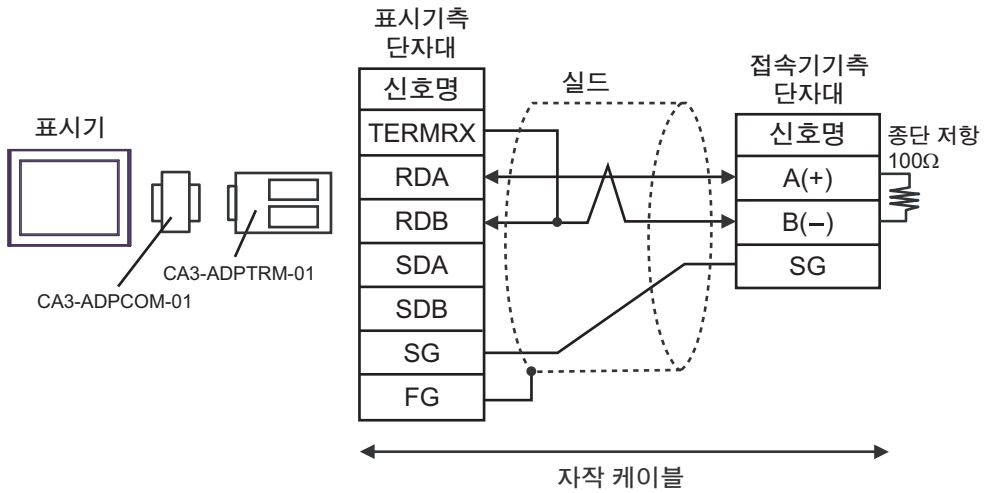 표시기
CA3-ADPCOM-01
CA3-ADPTRM-01
표시기측
단자대
신호명
TERMRX
RDA
RDB
SDA
SDB
SG
FG
실드
접속기기측
단자대
신호명
A(+)
B(−)
SG
종단 저항
100Ω
자작 케이블